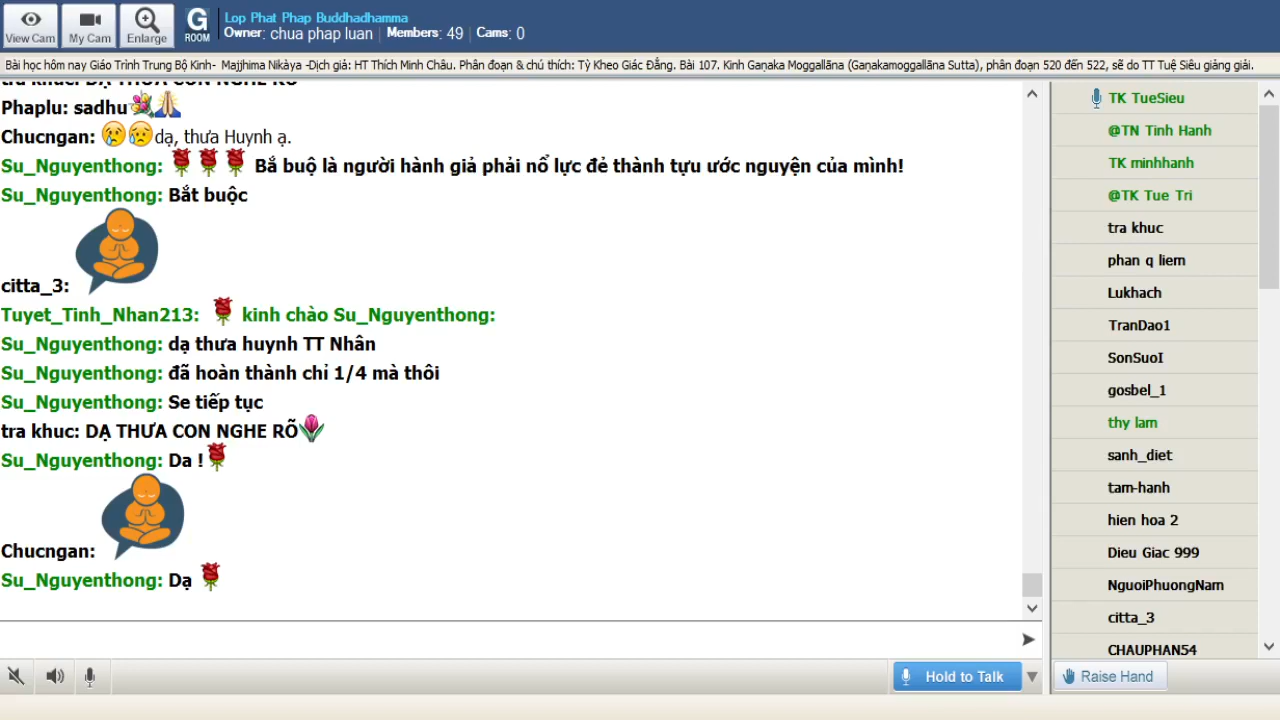 View Cam
My Cam
Enlarge
G
ROOM
Lop Phat Phap Buddhadhamma
Owner: chua phap luan Members: 49 Cams: 0
Bài học hôm nay Giáo Trình Trung Bộ Kinh- Majjhima Nikàya -Dịch giả: HT Thích Minh Châu. Phân đoạn & chú thích: Tỳ Kheo Giác Đẳng. Bài 107. Kinh Gaṇaka Moggallāna (Gaṇakamoggallāna Sutta), phân đoạn 520 đến 522, sẽ do TT Tuệ Siêu giảng giải.
tra khuc: DẠ THƯA CON NGHE RÕ
Phaplu: sadhu
Chucngan: dạ, thưa Huynh ạ.
Su_Nguyenthong: Bắ buộ là người hành giả phải nổ lực đẻ thành tựu ước nguyện của mình!
Su_Nguyenthong: Bắt buộc
citta_3:
Tuyet_Tinh_Nhan213: kinh chào Su_Nguyenthong:
Su_Nguyenthong: dạ thưa huynh TT Nhân
Su_Nguyenthong: đã hoàn thành chỉ 1/4 mà thôi
Su_Nguyenthong: Se tiếp tục
tra khuc: DẠ THƯA CON NGHE RÕ
Su_Nguyenthong: Da !
Chucngan:
Su_Nguyenthong: Dạ
TK TueSieu
@TN Tinh Hanh
TK minhhanh
@TK Tue Tri
tra khuc
phan q liem
Lukhach
TranDao1
SonSuoI
gosbel_1
thy lam
sanh_diet
tam-hanh
hien hoa 2
Dieu Giac 999
NguoiPhuongNam
citta_3
CHAUPHAN54
Hold to Talk
Raise Hand